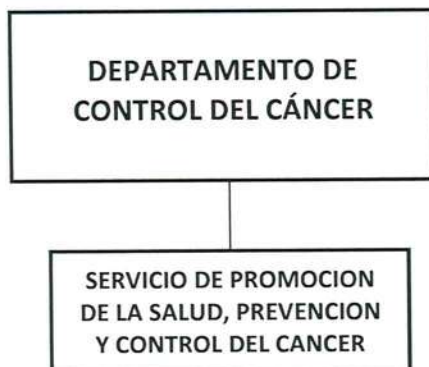 DEPARTAMENTO DE
CONTROL DEL CÁNCER
SERVICIO DE PROMOCION
DE LA SALUD, PREVENCION
Y CONTROL DEL CANCER